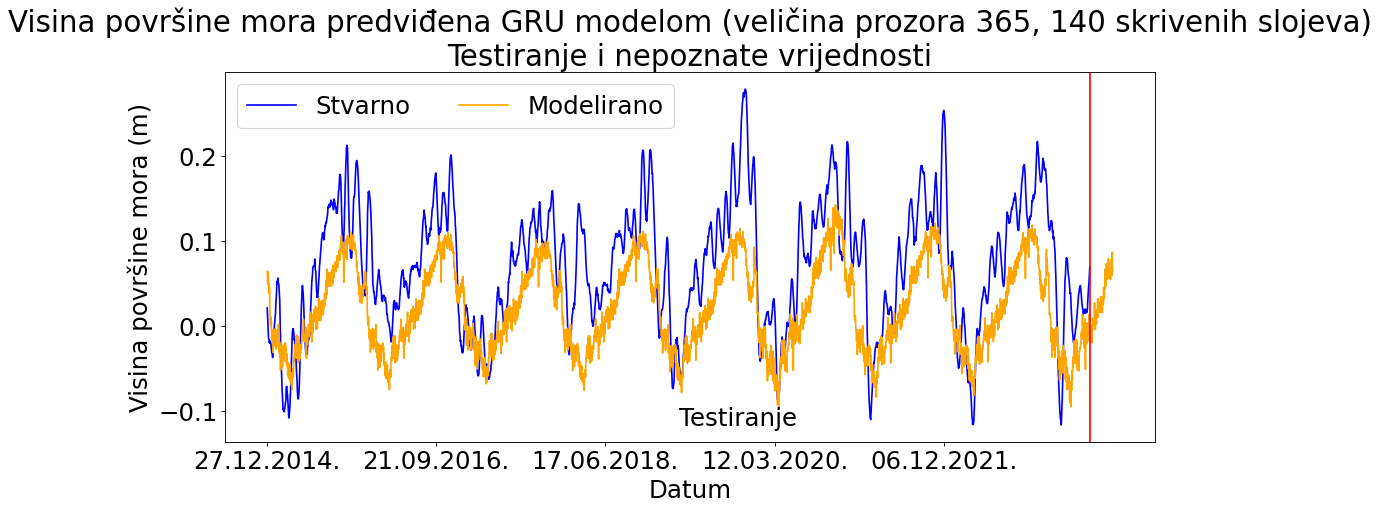 Visina površine mora predviđena GRU modelom (veličina prozora 365, 140 skrivenih slojeva)
Testiranje i nepoznate vrijednosti
Stvarno Modelirano
Visina površine mora (m)
0.2
0.1
0.0
−0.1
Testiranje
27.12.2014. 21.09.2016. 17.06.2018. 12.03.2020. 06.12.2021.
Datum